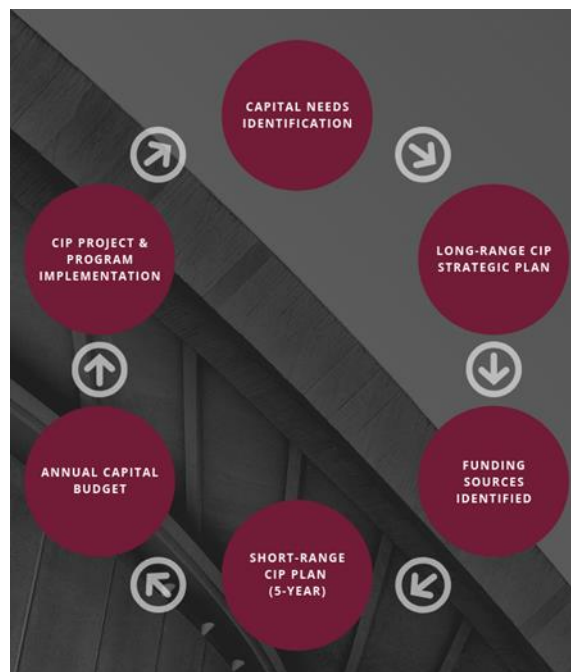 CAPITAL NEEDS
IDENTIFICATION
LONG-RANGE CIP
STRATEGIC PLAN
FUNDING
SOURCES
IDENTIFIED
SHORT-RANGE
CIP PLAN
(5-YEAR)
ANNUAL CAPITAL
BUDGET
CIP PROJECT &
PROGRAM
IMPLEMENTATION